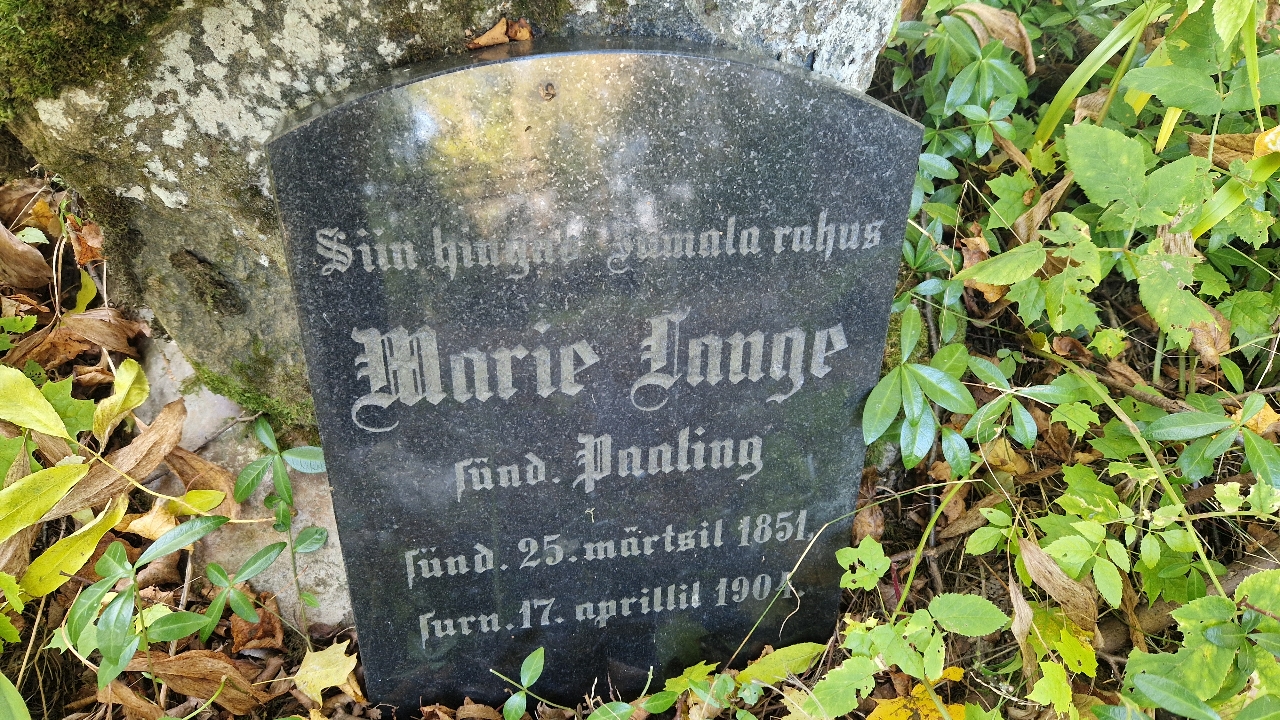 Siin hingab Jumala rahus
Marie Lange
sünd. Paaling
sünd. 25. märtsil 1851.
surn. 17. aprillil 1904.